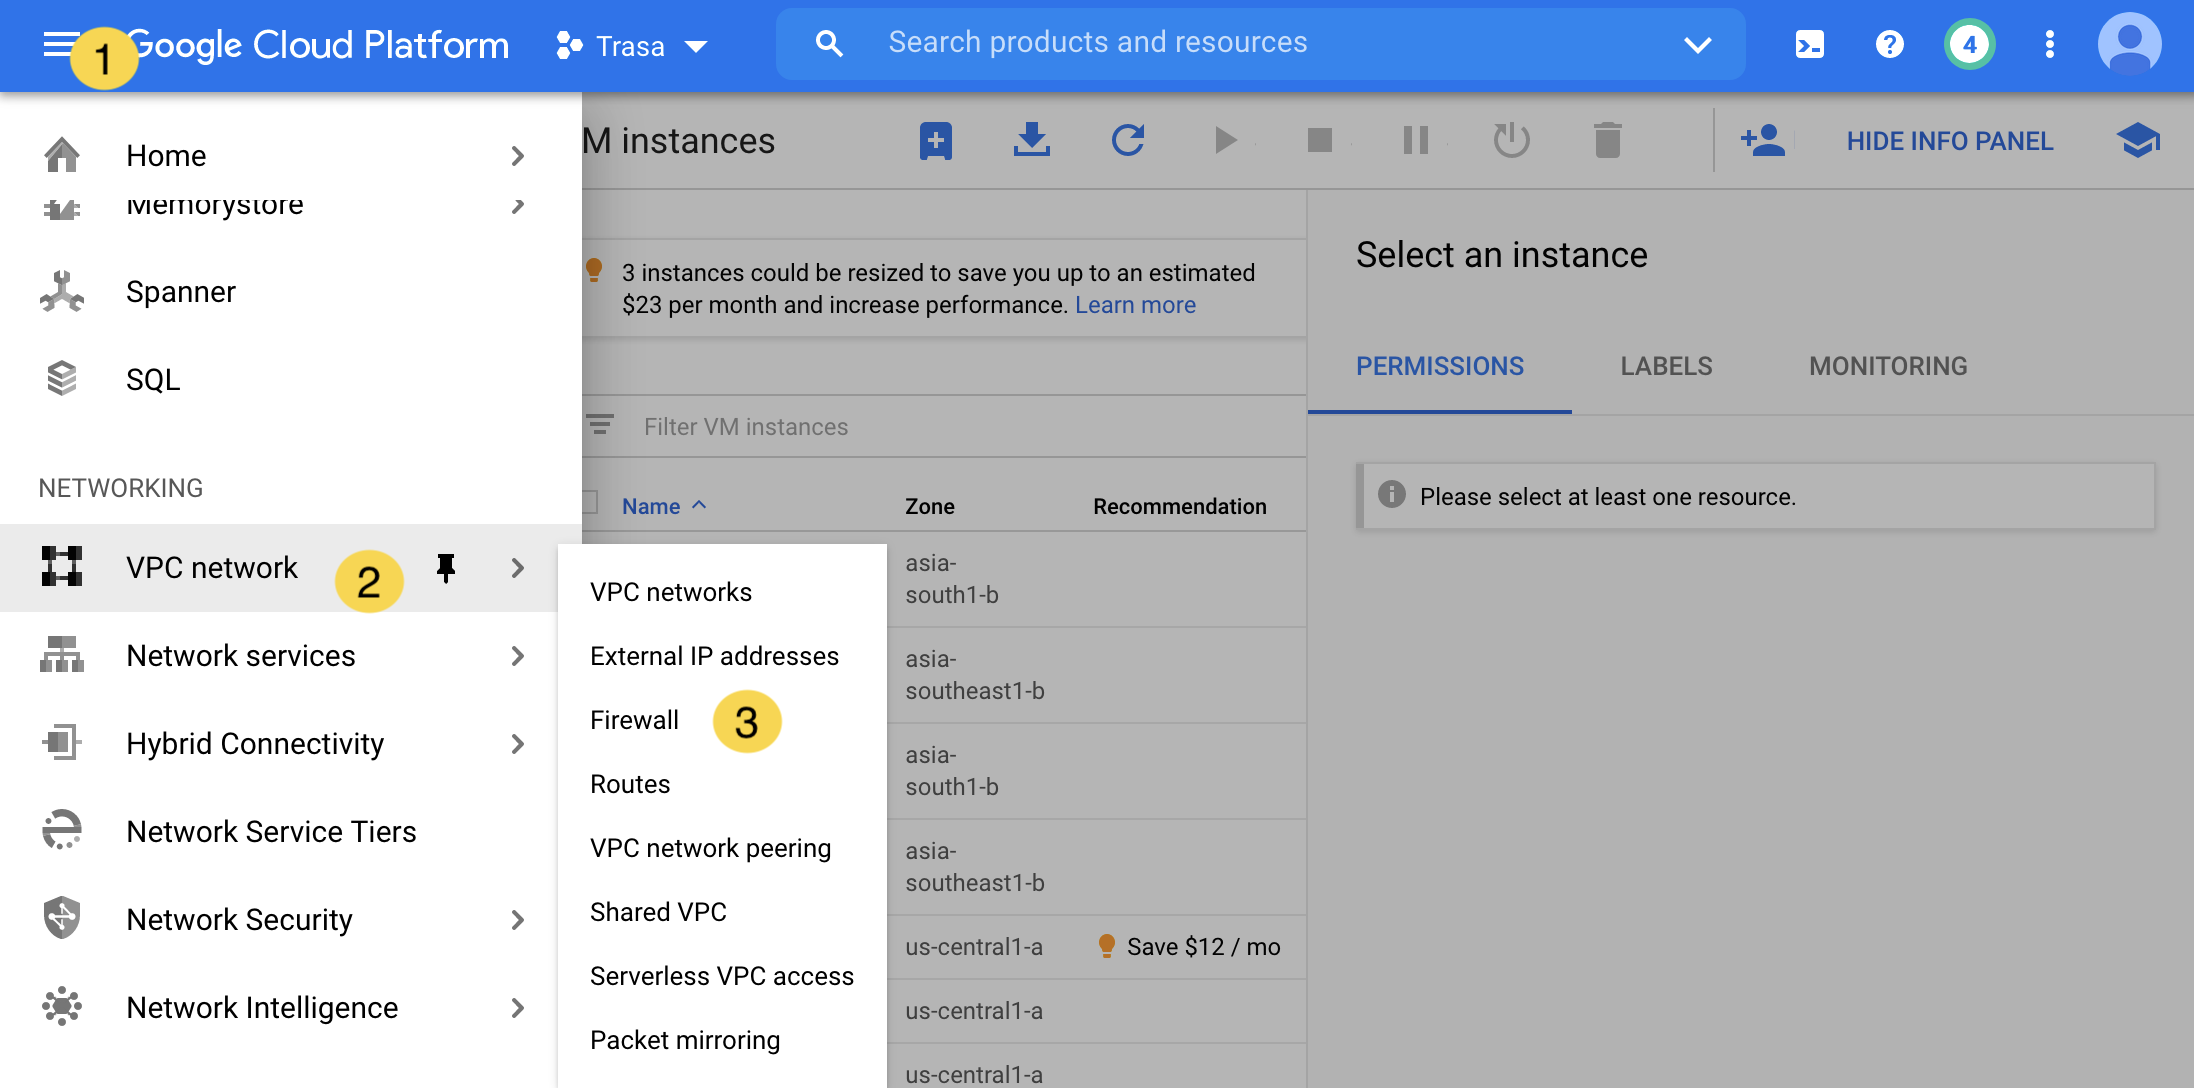 1
Google Cloud Platform
Trasa
Search products and resources
4
Home
Memorystore
Spanner
SQL
NETWORKING
VPC network
2
Network services
Hybrid Connectivity
Network Service Tiers
Network Security
Network Intelligence
VPC networks
External IP addresses
Firewall
3
Routes
VPC network peering
Shared VPC
Serverless VPC access
Packet mirroring
M instances
HIDE INFO PANEL
3 instances could be resized to save you up to an estimated
$23 per month and increase performance. Learn more
Filter VM instances
Name
Zone
Recommendation
asia-
south1-b
asia-
southeast1-b
asia-
south1-b
asia-
southeast1-b
us-central1-a
Save $12 / mo
us-central1-a
us-central1-a
Select an instance
PERMISSIONS
LABELS
MONITORING
Please select at least one resource.